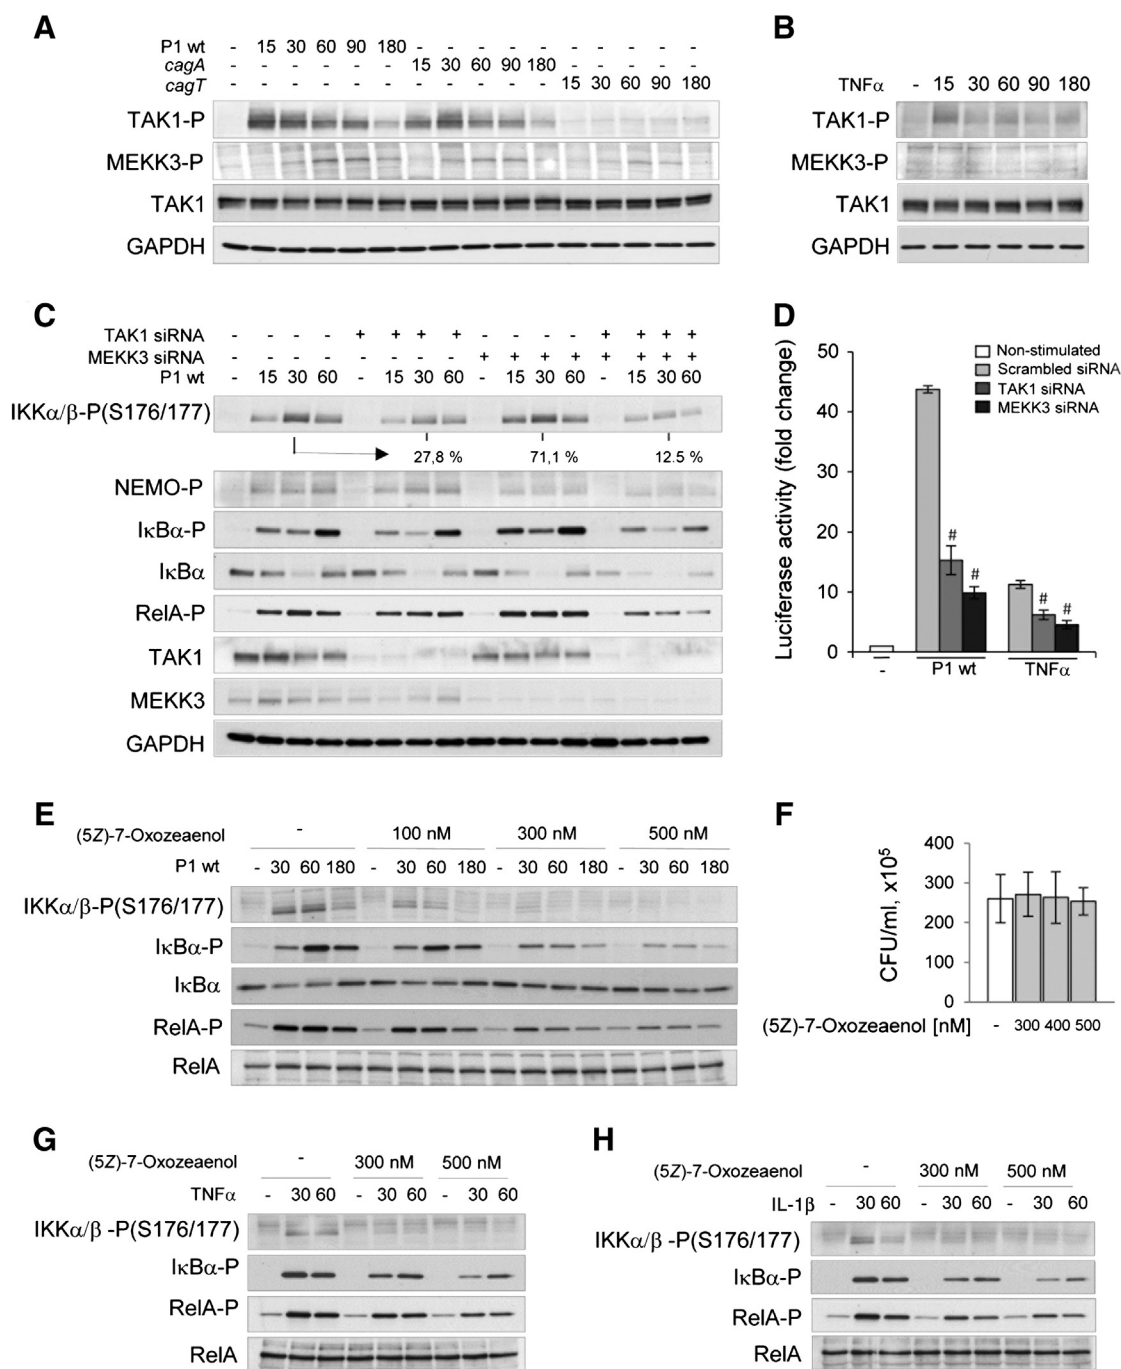 A
P1 wt - 15 30 60 90 180 - - - - - - - - - -
cagA - - - - - - 15 30 60 90 180 - - - - -
cagT - - - - - - - - - - - 15 30 60 90 180
TAK1-P
MEKK3-P
TAK1
GAPDH
B
TNFα - 15 30 60 90 180
TAK1-P
MEKK3-P
TAK1
GAPDH
C
TAK1 siRNA - - - - + + + + - - - - + + + +
MEKK3 siRNA - - - - - - - - + + + + + + + +
P1 wt - 15 30 60 - 15 30 60 - 15 30 60 - 15 30 60
IKKα/β-P(S176/177)
27,8 % 71,1 % 12.5 %
NEMO-P
IκBα-P
IκBα
RelA-P
TAK1
MEKK3
GAPDH
D
Luciferase activity (fold change)
50
40
30
20
10
0
Non-stimulated
Scrambled siRNA
TAK1 siRNA
MEKK3 siRNA
# # # #
- P1 wt TNFα
E
(5Z)-7-Oxozeaenol - 100 nM 300 nM 500 nM
P1 wt - 30 60 180 - 30 60 180 - 30 60 180 - 30 60 180
IKKα/β-P(S176/177)
IκBα-P
IκBα
RelA-P
RelA
F
CFU/ml, x10⁵
400
300
200
100
0
(5Z)-7-Oxozeaenol [nM] - 300 400 500
G
(5Z)-7-Oxozeaenol - 300 nM 500 nM
TNFα - 30 60 - 30 60 - 30 60
IKKα/β -P(S176/177)
IκBα-P
RelA-P
RelA
H
(5Z)-7-Oxozeaenol - 300 nM 500 nM
IL-1β - 30 60 - 30 60 - 30 60
IKKα/β -P(S176/177)
IκBα-P
RelA-P
RelA